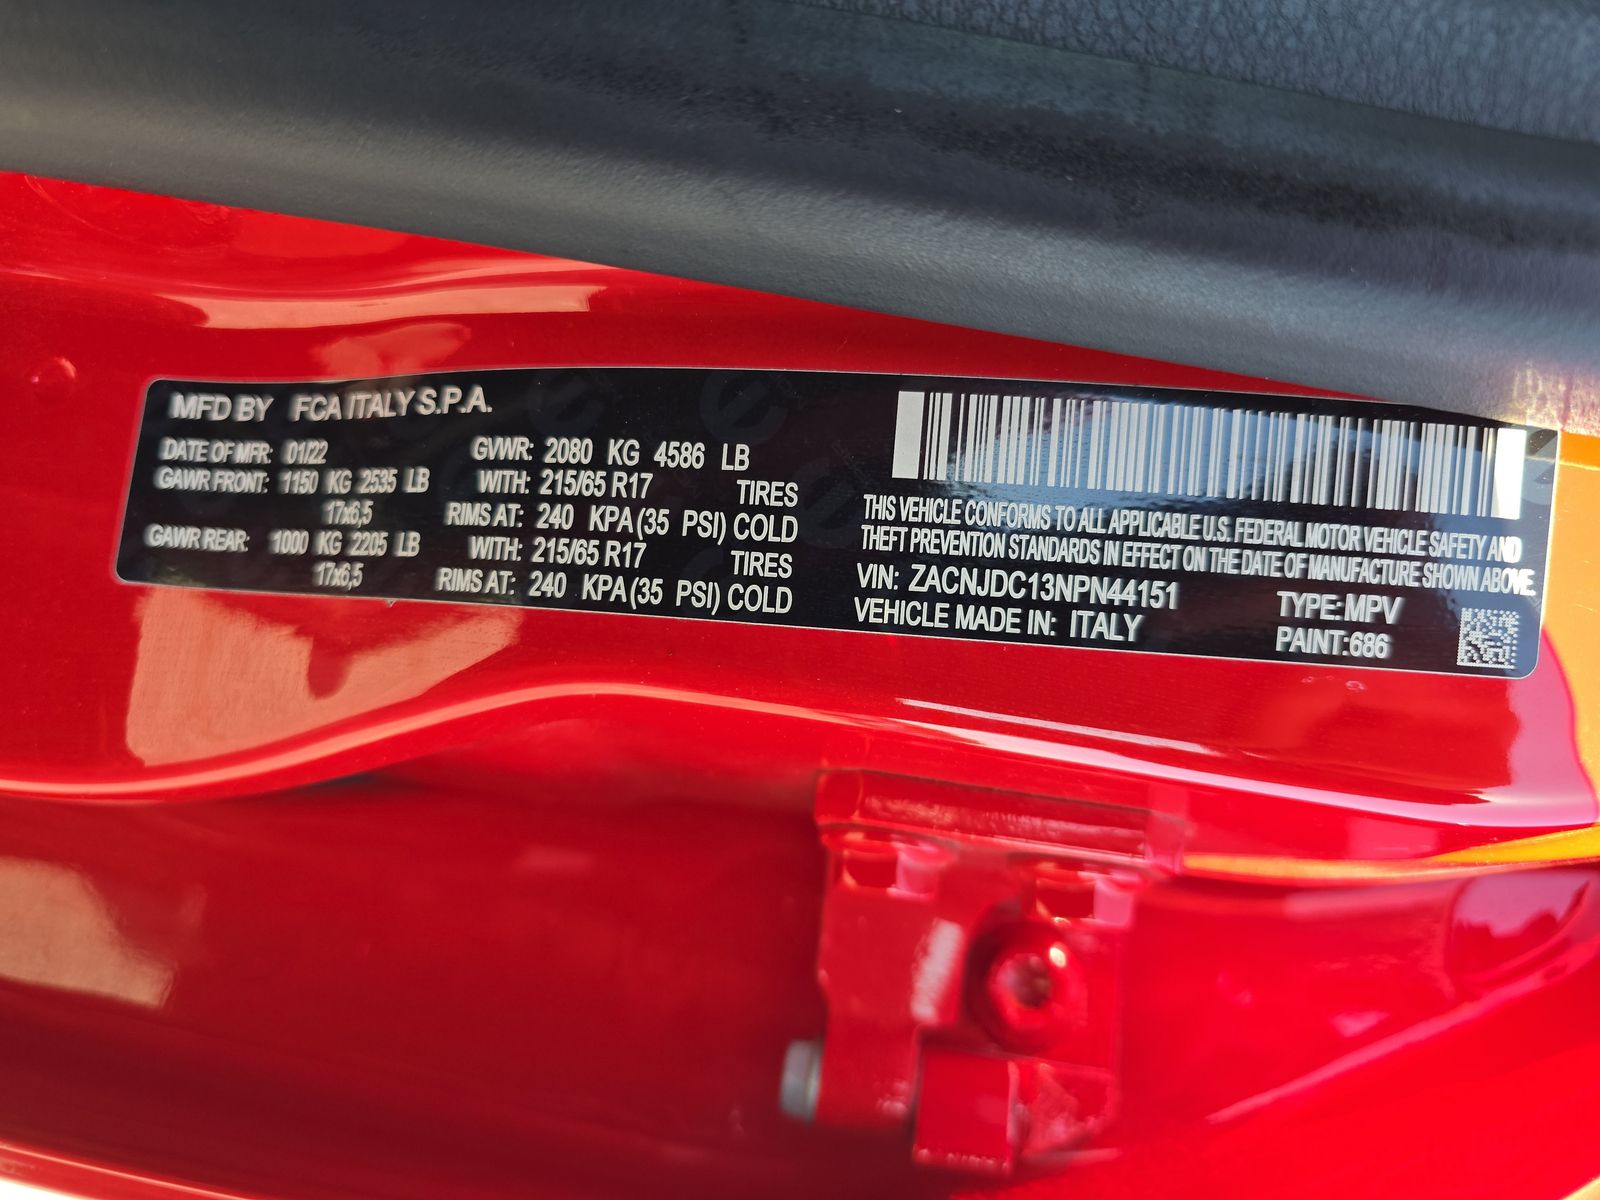 MFD BY FCA ITALY S.P.A.
DATE OF MFR: 01/22 GVWR: 2080 KG 4586 LB
GAWR FRONT: 1150 KG 2535 LB WITH: 215/65 R17 TIRES
17x6,5 RIMS AT: 240 KPA (35 PSI) COLD
GAWR REAR: 1000 KG 2205 LB WITH: 215/65 R17 TIRES
17x6,5 RIMS AT: 240 KPA (35 PSI) COLD
THIS VEHICLE CONFORMS TO ALL APPLICABLE U.S. FEDERAL MOTOR VEHICLE SAFETY AND
THEFT PREVENTION STANDARDS IN EFFECT ON THE DATE OF MANUFACTURE SHOWN ABOVE.
VIN: ZACNJDC13NPN44151 TYPE: MPV
VEHICLE MADE IN: ITALY PAINT: 686